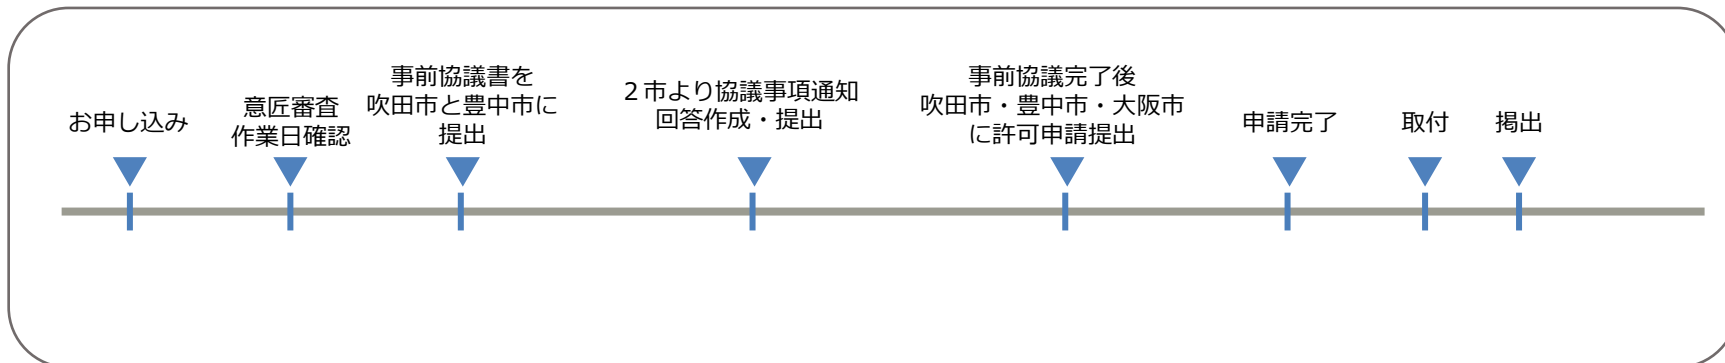 お申し込み
意匠審査
作業日確認
事前協議書を
吹田市と豊中市に
提出
２市より協議事項通知
回答作成・提出
事前協議完了後
吹田市・豊中市・大阪市
に許可申請提出
申請完了
取付
掲出